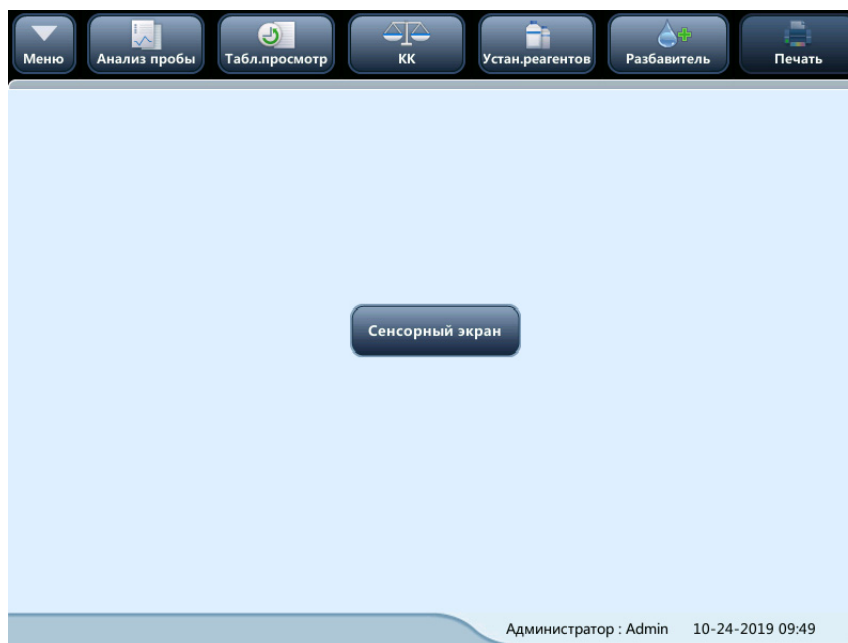 Меню
Анализ пробы
Табл.просмотр
КК
Устан.реагентов
Разбавитель
Печать
Сенсорный экран
Администратор : Admin 10-24-2019 09:49